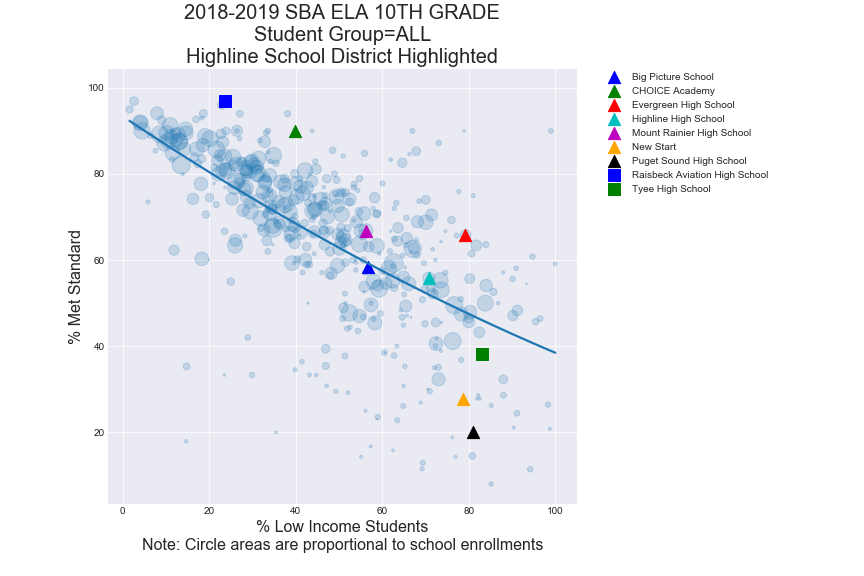 2018-2019 SBA ELA 10TH GRADE
Student Group=ALL
Highline School District Highlighted
Big Picture School
CHOICE Academy
Evergreen High School
Highline High School
Mount Rainier High School
New Start
Puget Sound High School
Raisbeck Aviation High School
Tyee High School
% Met Standard
100
80
60
40
20
0 20 40 60 80 100
% Low Income Students
Note: Circle areas are proportional to school enrollments